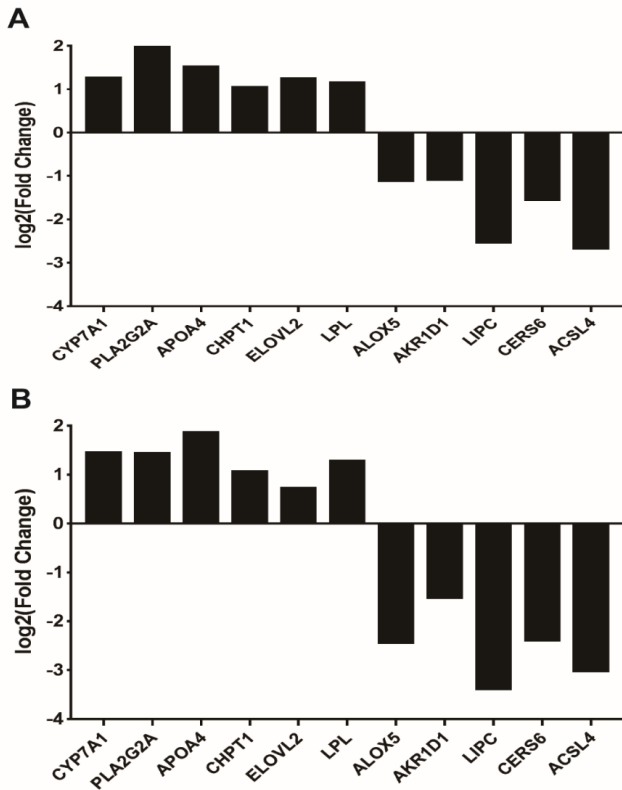 A
log2(Fold Change)
2
1
0
-1
-2
-3
-4
CYP7A1
PLA2G2A
APOA4
CHPT1
ELOVL2
LPL
ALOX5
AKR1D1
LIPC
CERS6
ACSL4
B
log2(Fold Change)
2
1
0
-1
-2
-3
-4
CYP7A1
PLA2G2A
APOA4
CHPT1
ELOVL2
LPL
ALOX5
AKR1D1
LIPC
CERS6
ACSL4